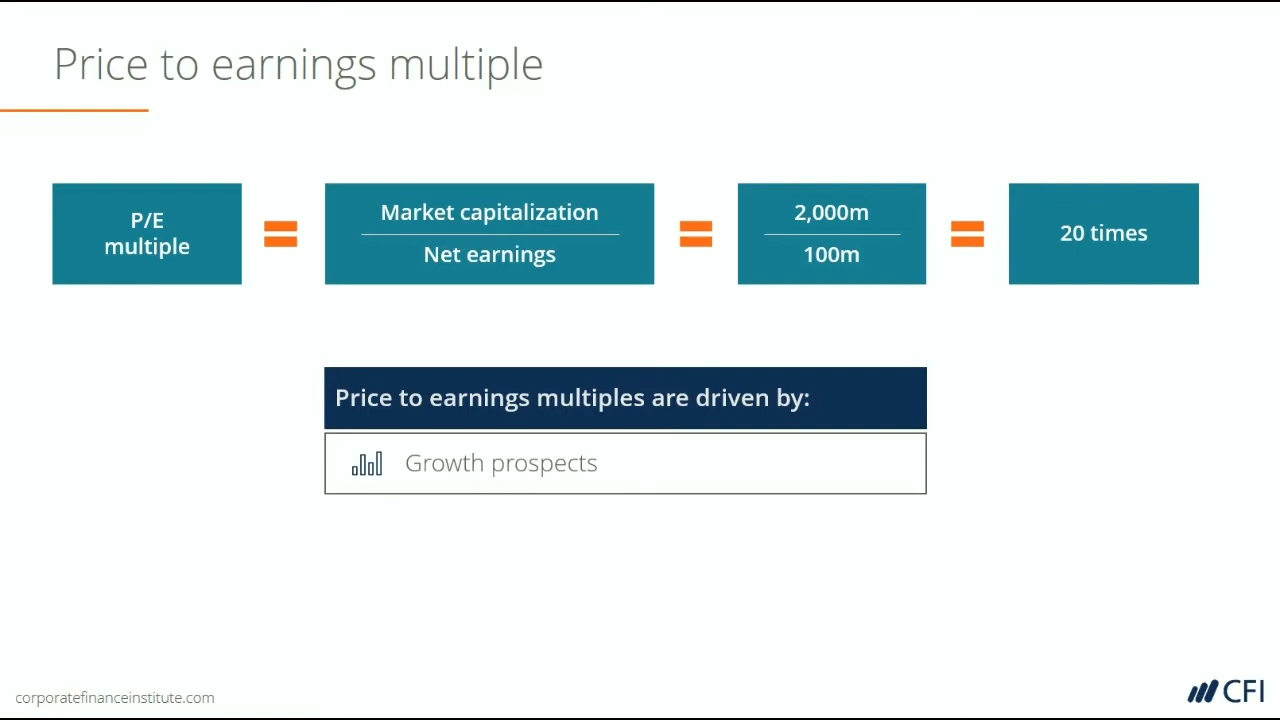 Price to earnings multiple
P/E
multiple
=
Market capitalization
Net earnings
=
2,000m
100m
=
20 times
Price to earnings multiples are driven by:
Growth prospects
corporatefinanceinstitute.com
CFI